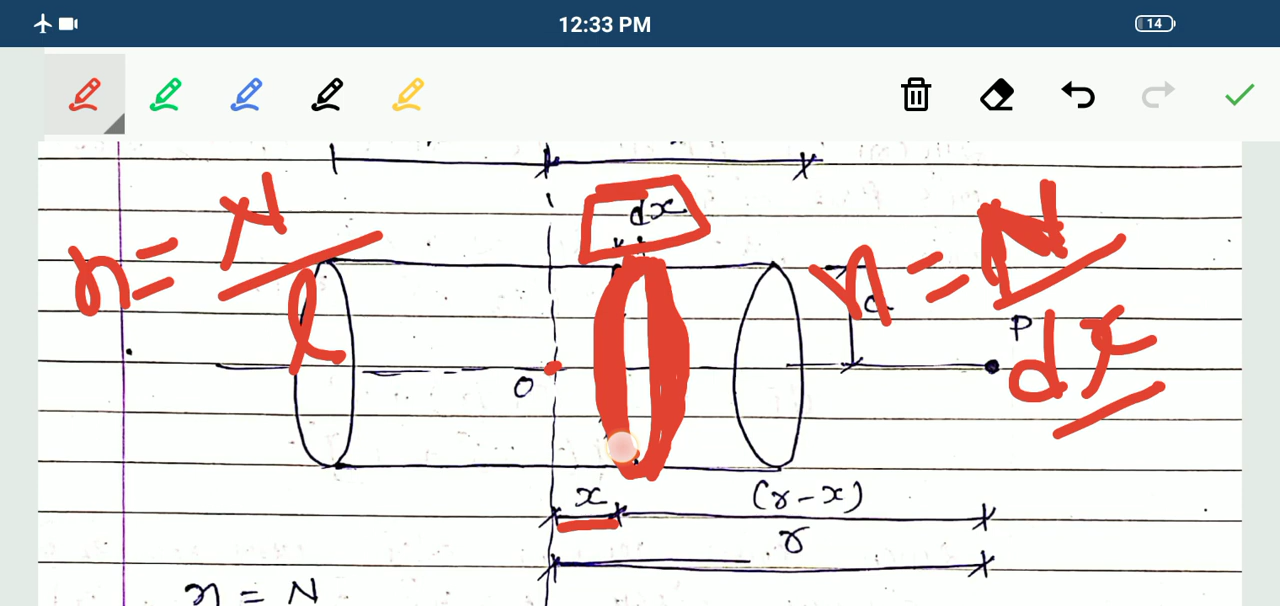 12:33 PM
14
dx
n = N / l
n = N / dx
a
P
O
x
(r - x)
r
n = N